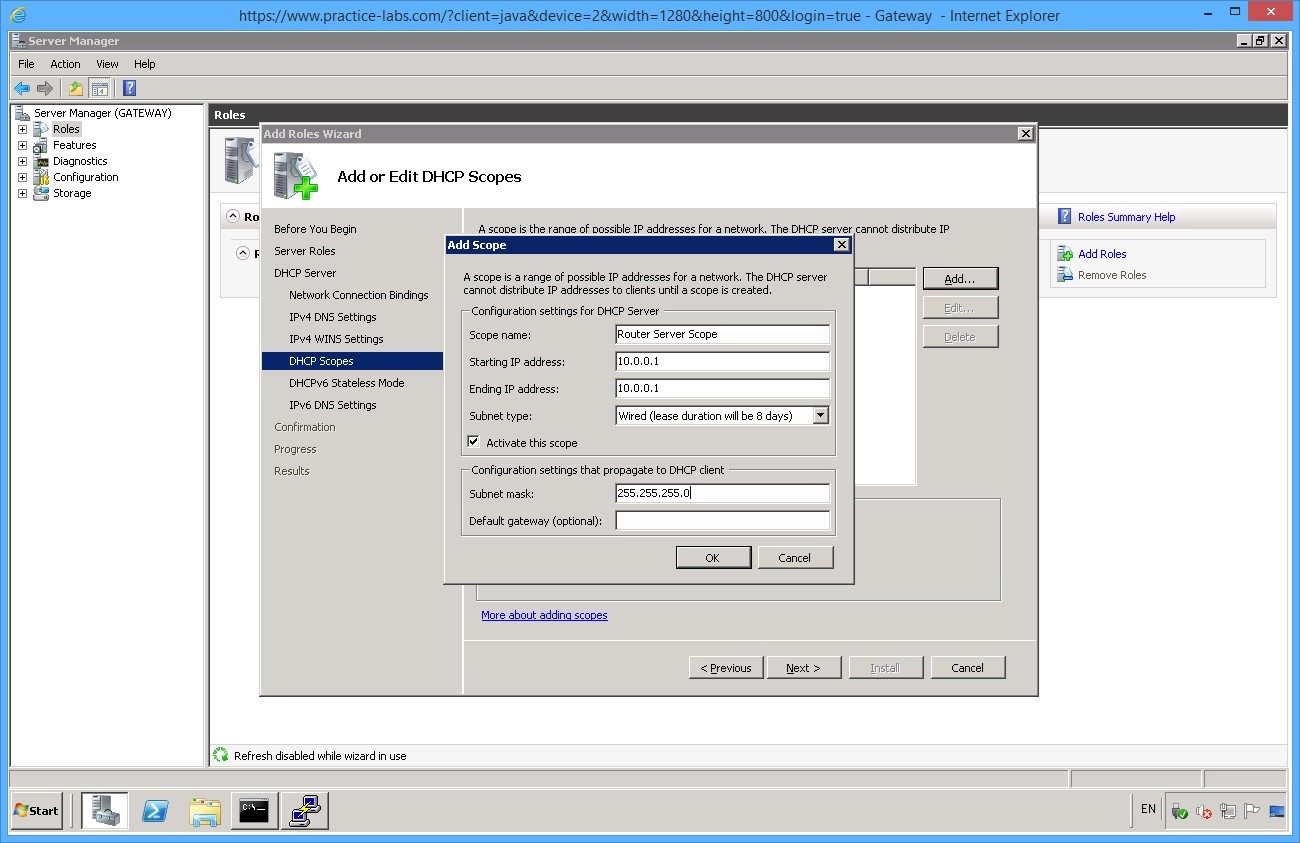 https://www.practice-labs.com/?client=java&device=2&width=1280&height=800&login=true - Gateway - Internet Explorer
Server Manager
File Action View Help
Server Manager (GATEWAY)
Roles
Features
Diagnostics
Configuration
Storage
Roles
Add Roles Wizard
Add or Edit DHCP Scopes
Before You Begin
Server Roles
DHCP Server
Network Connection Bindings
IPv4 DNS Settings
IPv4 WINS Settings
DHCP Scopes
DHCPv6 Stateless Mode
IPv6 DNS Settings
Confirmation
Progress
Results
A scope is the range of possible IP addresses for a network. The DHCP server cannot distribute IP
Add...
Edit...
Delete
Add Scope
A scope is a range of possible IP addresses for a network. The DHCP server
cannot distribute IP addresses to clients until a scope is created.
Configuration settings for DHCP Server
Scope name: Router Server Scope
Starting IP address: 10.0.0.1
Ending IP address: 10.0.0.1
Subnet type: Wired (lease duration will be 8 days)
Activate this scope
Configuration settings that propagate to DHCP client
Subnet mask: 255.255.255.0
Default gateway (optional):
OK Cancel
More about adding scopes
< Previous Next > Install Cancel
Ro
Roles Summary Help
Add Roles
Remove Roles
Refresh disabled while wizard in use
Start
C:\
EN